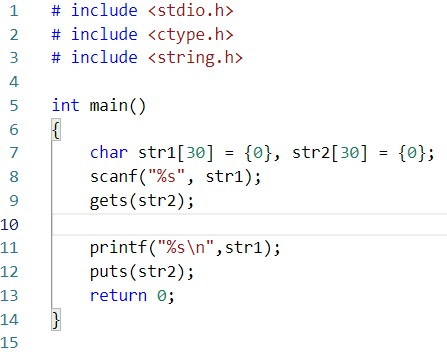 1 # include <stdio.h>
2 # include <ctype.h>
3 # include <string.h>
4
5 int main()
6 {
7     char str1[30] = {0}, str2[30] = {0};
8     scanf("%s", str1);
9     gets(str2);
10
11     printf("%s\n",str1);
12     puts(str2);
13     return 0;
14 }
15